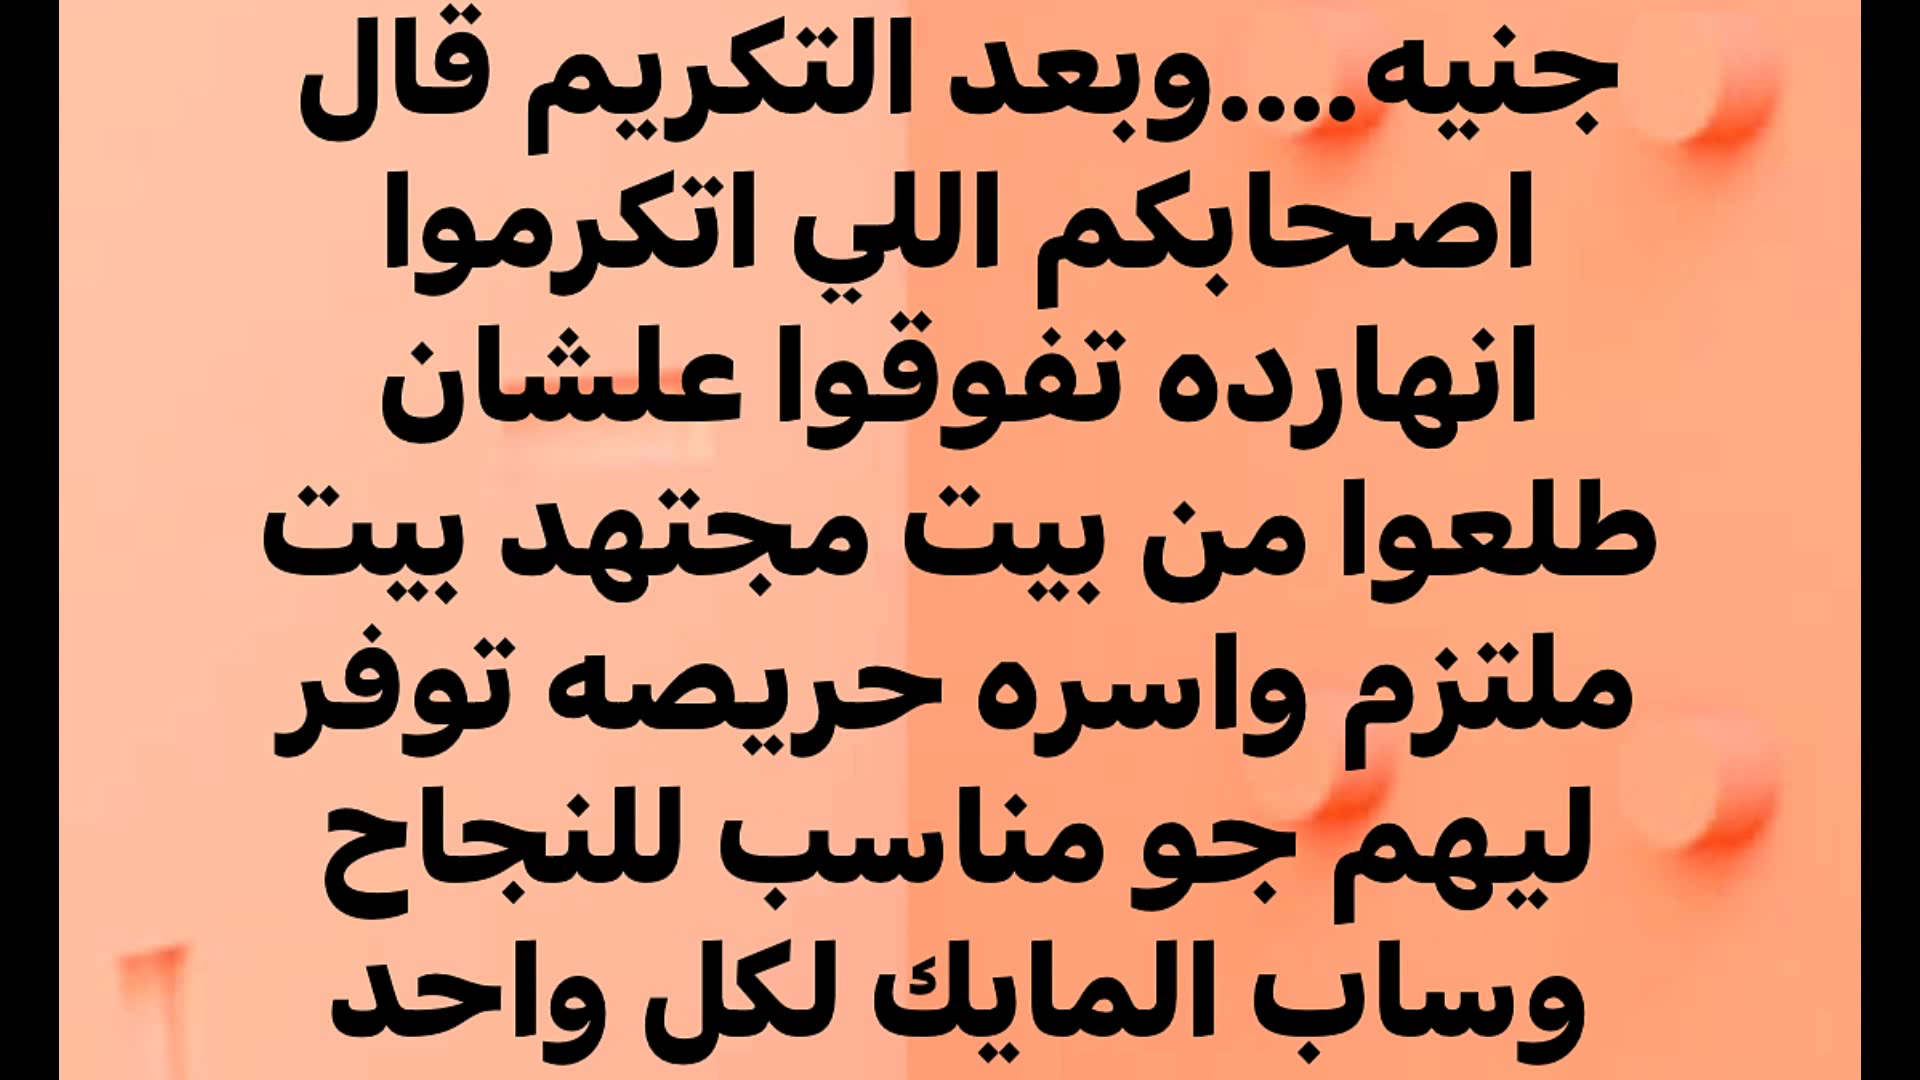 جنيه....وبعد التكريم قال
اصحابكم اللي اتكرموا
انهارده تفوقوا علشان
طلعوا من بيت مجتهد بيت
ملتزم واسره حريصه توفر
ليهم جو مناسب للنجاح
وساب المايك لكل واحد